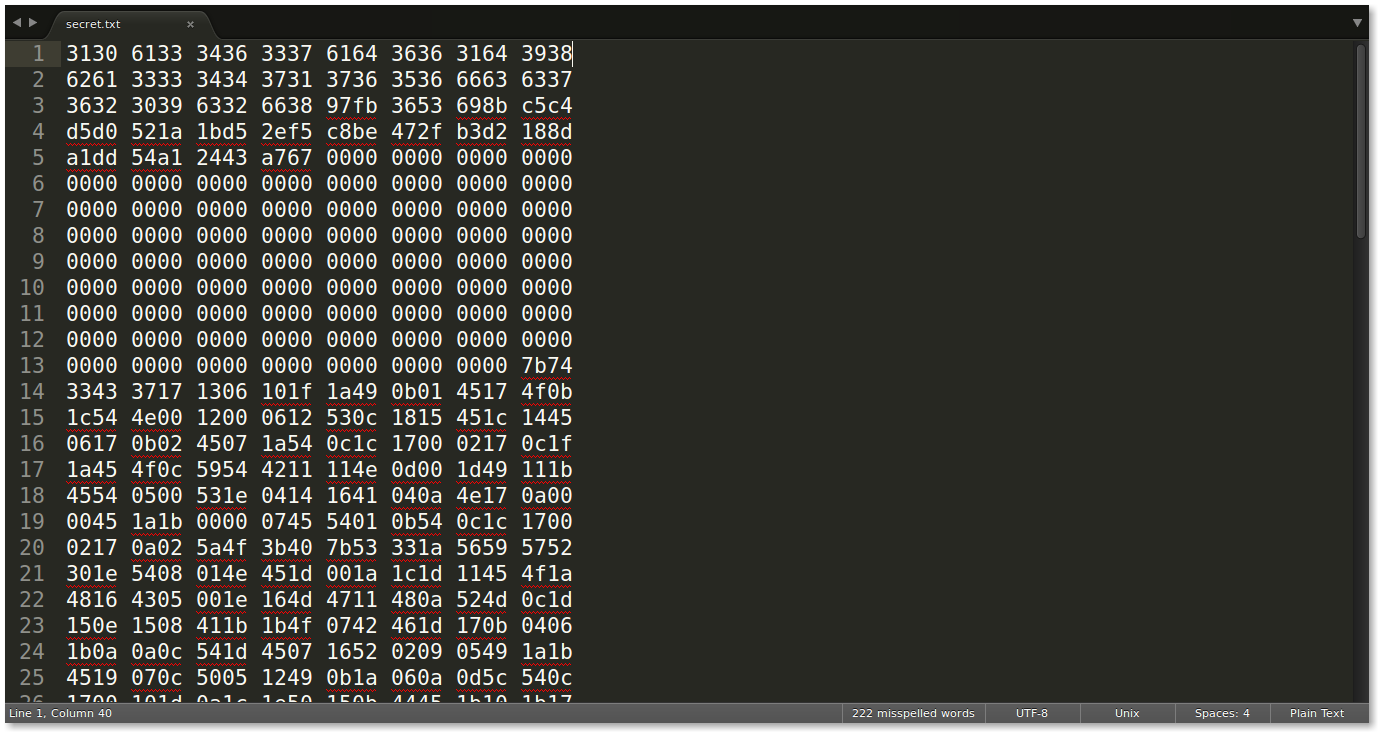 secret.txt ×
1 3130 6133 3436 3337 6164 3636 3164 3938
2 6261 3333 3434 3731 3736 3536 6663 6337
3 3632 3039 6332 6638 97fb 3653 698b c5c4
4 d5d0 521a 1bd5 2ef5 c8be 472f b3d2 188d
5 a1dd 54a1 2443 a767 0000 0000 0000 0000
6 0000 0000 0000 0000 0000 0000 0000 0000
7 0000 0000 0000 0000 0000 0000 0000 0000
8 0000 0000 0000 0000 0000 0000 0000 0000
9 0000 0000 0000 0000 0000 0000 0000 0000
10 0000 0000 0000 0000 0000 0000 0000 0000
11 0000 0000 0000 0000 0000 0000 0000 0000
12 0000 0000 0000 0000 0000 0000 0000 0000
13 0000 0000 0000 0000 0000 0000 0000 7b74
14 3343 3717 1306 101f 1a49 0b01 4517 4f0b
15 1c54 4e00 1200 0612 530c 1815 451c 1445
16 0617 0b02 4507 1a54 0c1c 1700 0217 0c1f
17 1a45 4f0c 5954 4211 114e 0d00 1d49 111b
18 4554 0500 531e 0414 1641 040a 4e17 0a00
19 0045 1a1b 0000 0745 5401 0b54 0c1c 1700
20 0217 0a02 5a4f 3b40 7b53 331a 5659 5752
21 301e 5408 014e 451d 001a 1c1d 1145 4f1a
22 4816 4305 001e 164d 4711 480a 524d 0c1d
23 150e 1508 411b 1b4f 0742 461d 170b 0406
24 1b0a 0a0c 541d 4507 1652 0209 0549 1a1b
25 4519 070c 5005 1249 0b1a 060a 0d5c 540c
26 1700 101d 0a1c 1e50 150b 4445 1b10 1b17
Line 1, Column 40 222 misspelled words UTF-8 Unix Spaces: 4 Plain Text